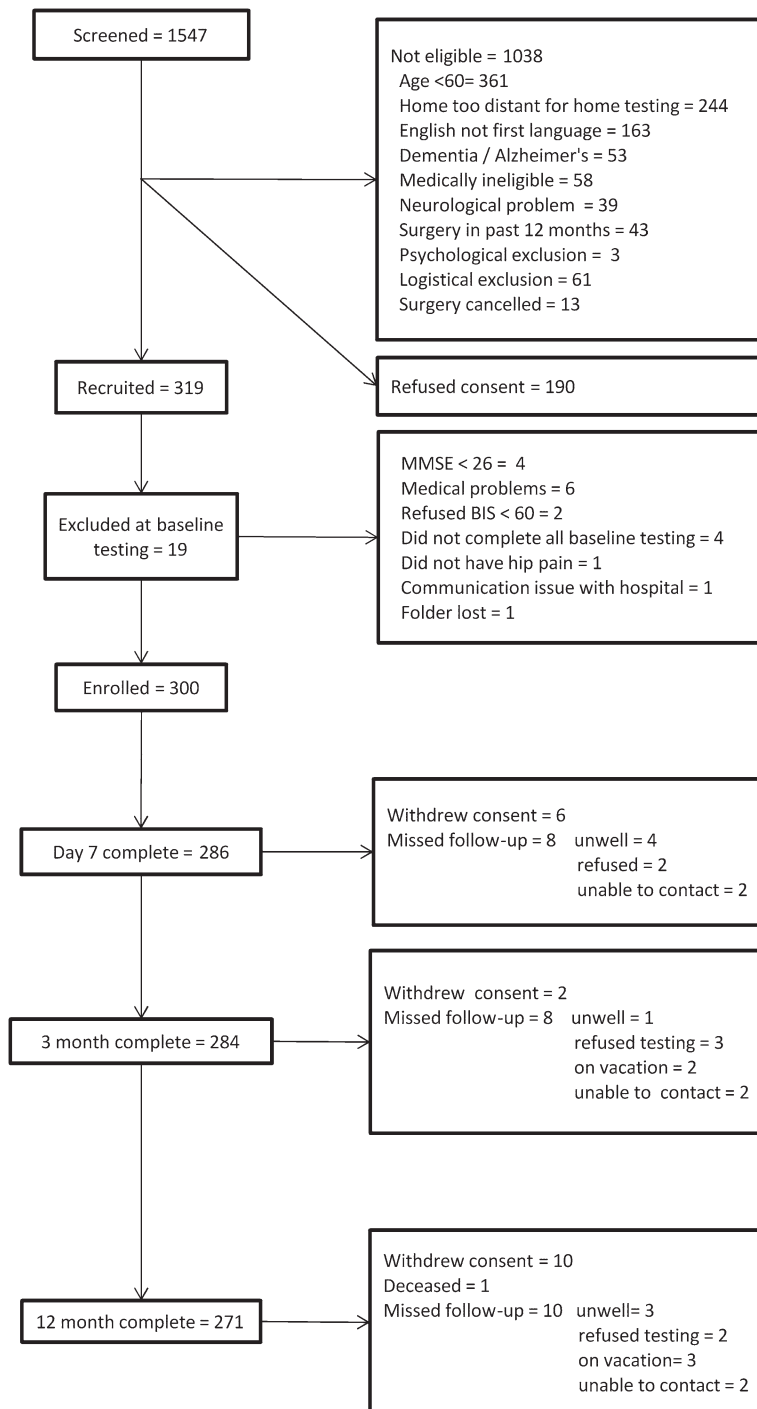 Screened = 1547
Not eligible = 1038
Age <60= 361
Home too distant for home testing = 244
English not first language = 163
Dementia / Alzheimer's = 53
Medically ineligible = 58
Neurological problem = 39
Surgery in past 12 months = 43
Psychological exclusion = 3
Logistical exclusion = 61
Surgery cancelled = 13
Recruited = 319
Refused consent = 190
Excluded at baseline
testing = 19
MMSE < 26 = 4
Medical problems = 6
Refused BIS < 60 = 2
Did not complete all baseline testing = 4
Did not have hip pain = 1
Communication issue with hospital = 1
Folder lost = 1
Enrolled = 300
Day 7 complete = 286
Withdrew consent = 6
Missed follow-up = 8 unwell = 4
refused = 2
unable to contact = 2
3 month complete = 284
Withdrew consent = 2
Missed follow-up = 8 unwell = 1
refused testing = 3
on vacation = 2
unable to contact = 2
12 month complete = 271
Withdrew consent = 10
Deceased = 1
Missed follow-up = 10 unwell= 3
refused testing = 2
on vacation= 3
unable to contact = 2